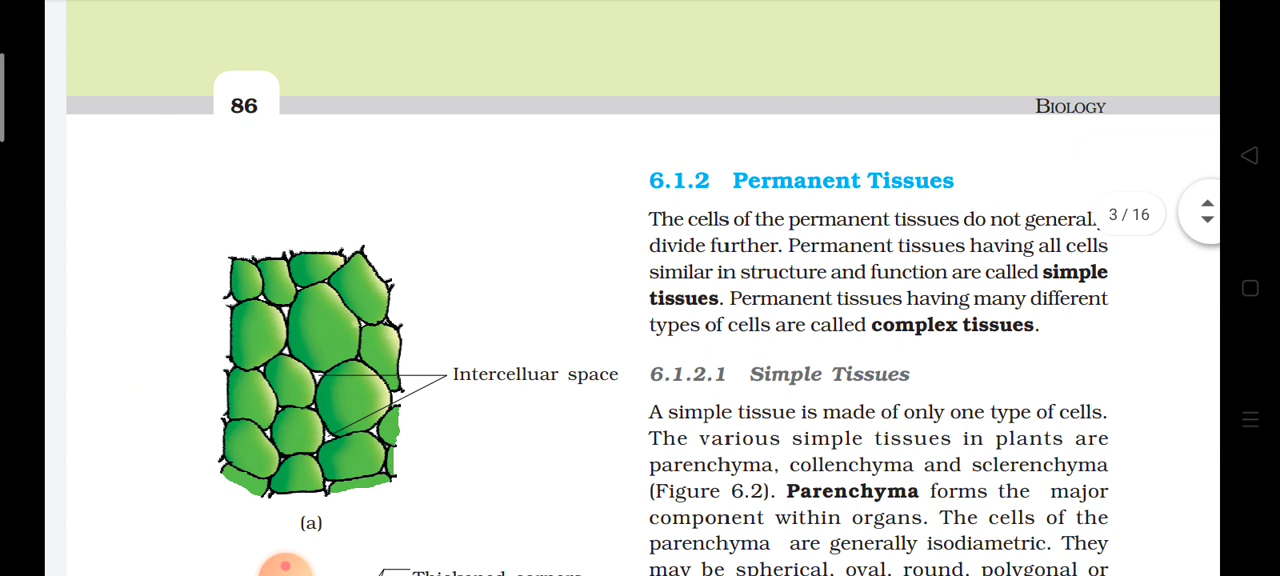 86
BIOLOGY
6.1.2 Permanent Tissues
The cells of the permanent tissues do not generall
divide further. Permanent tissues having all cells
similar in structure and function are called simple
tissues. Permanent tissues having many different
types of cells are called complex tissues.
3 / 16
Intercelluar space
(a)
Thickened corners
6.1.2.1 Simple Tissues
A simple tissue is made of only one type of cells.
The various simple tissues in plants are
parenchyma, collenchyma and sclerenchyma
(Figure 6.2). Parenchyma forms the major
component within organs. The cells of the
parenchyma are generally isodiametric. They
may be spherical, oval, round, polygonal or